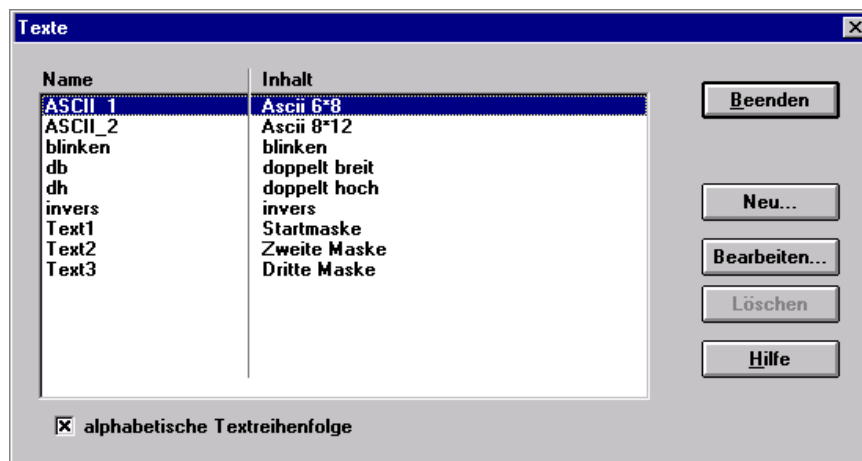 Texte
Name Inhalt
ASCII_1 Ascii 6*8
ASCII_2 Ascii 8*12
blinken blinken
db doppelt breit
dh doppelt hoch
invers invers
Text1 Startmaske
Text2 Zweite Maske
Text3 Dritte Maske
Beenden
Neu...
Bearbeiten...
Löschen
Hilfe
alphabetische Textreihenfolge